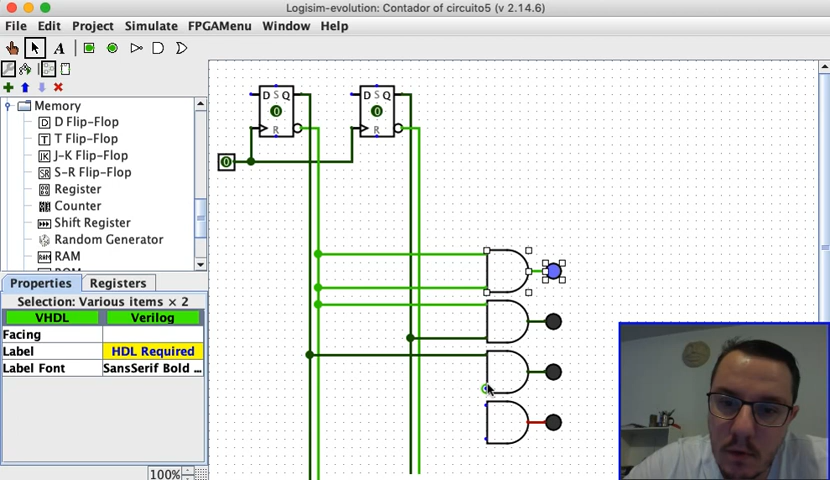 Logisim-evolution: Contador of circuito5 (v 2.14.6)
File Edit Project Simulate FPGAMenu Window Help
A
Memory
D Flip-Flop
T Flip-Flop
J-K Flip-Flop
S-R Flip-Flop
Register
Counter
Shift Register
Random Generator
RAM
Properties Registers
Selection: Various items × 2
VHDL Verilog
Facing
Label HDL Required
Label Font SansSerif Bold ...
100%
D S Q
0
R
D S Q
0
R
0